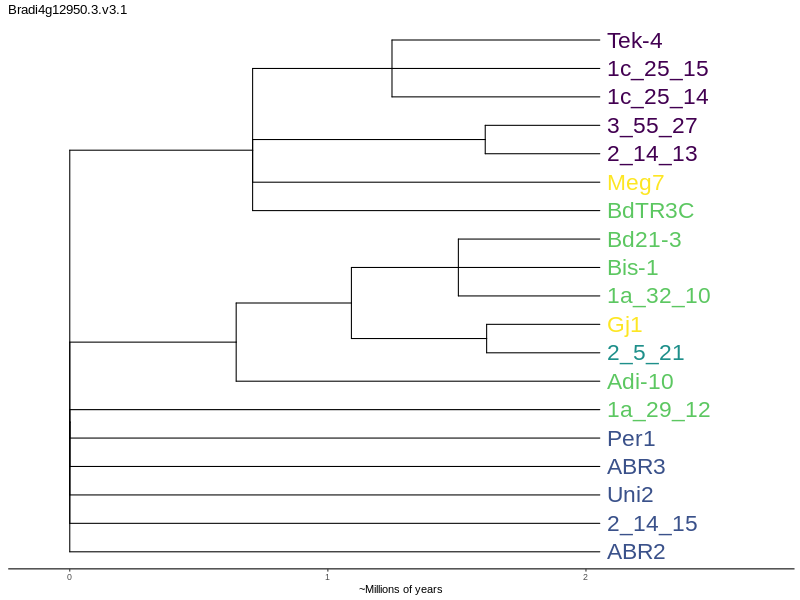 Bradi4g12950.3.v3.1
Tek-4
1c_25_15
1c_25_14
3_55_27
2_14_13
Meg7
BdTR3C
Bd21-3
Bis-1
1a_32_10
Gj1
2_5_21
Adi-10
1a_29_12
Per1
ABR3
Uni2
2_14_15
ABR2
0 1 2
~Millions of years